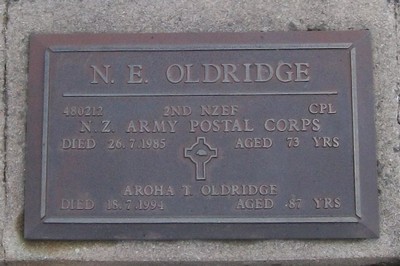 N. E. OLDRIDGE
480212 2ND NZEF CPL
N.Z. ARMY POSTAL CORPS
DIED 26.7.1985 AGED 73 YRS
AROHA T OLDRIDGE
DIED 18.7.1994 AGED 87 YRS